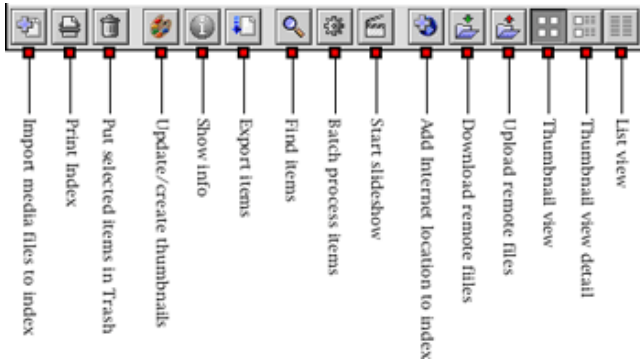 Import media files to index
Print Index
Put selected items in Trash
Update/create thumbnails
Show info
Export items
Find items
Batch process items
Start slideshow
Add Internet location to index
Download remote fiiles
Upload remote files
Thumbnail view
Thumbnail view detail
List view